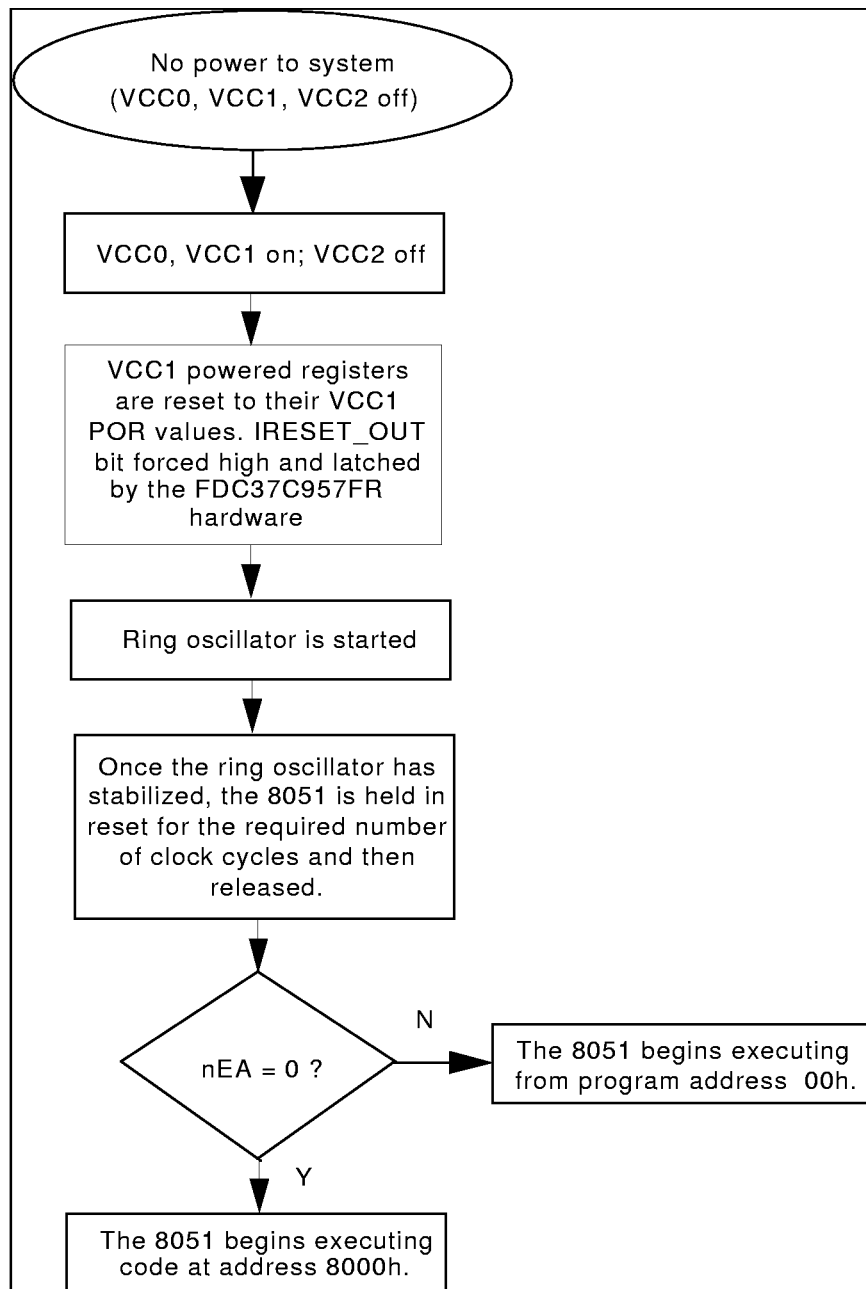 No power to system
(VCC0, VCC1, VCC2 off)
VCC0, VCC1 on; VCC2 off
VCC1 powered registers
are reset to their VCC1
POR values. IRESET_OUT
bit forced high and latched
by the FDC37C957FR
hardware
Ring oscillator is started
Once the ring oscillator has
stabilized, the 8051 is held in
reset for the required number
of clock cycles and then
released.
nEA = 0 ?
N
The 8051 begins executing
from program address 00h.
Y
The 8051 begins executing
code at address 8000h.